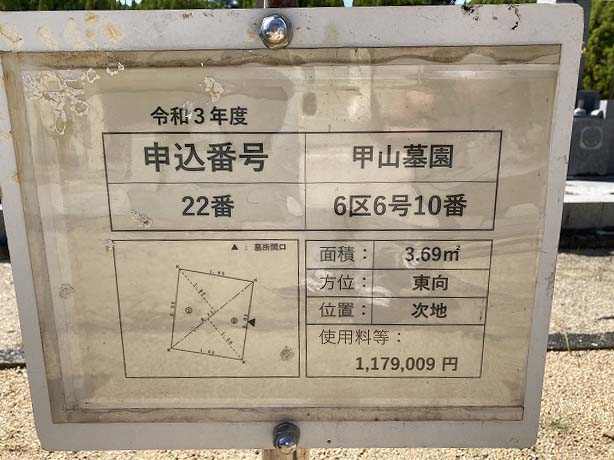 令和3年度
申込番号 甲山墓園
22番 6区6号10番
▲ : 墓所間口
面積： 3.69㎡
方位： 東向
位置： 次地
使用料等：
1,179,009 円